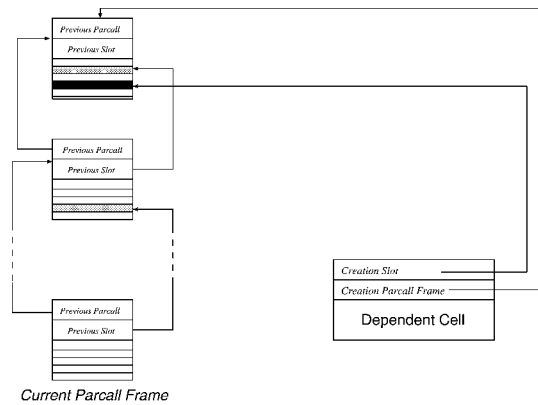 Previous Parcall
Previous Slot
Previous Parcall
Previous Slot
Creation Slot
Creation Parcall Frame
Dependent Cell
Previous Parcall
Previous Slot
Current Parcall Frame